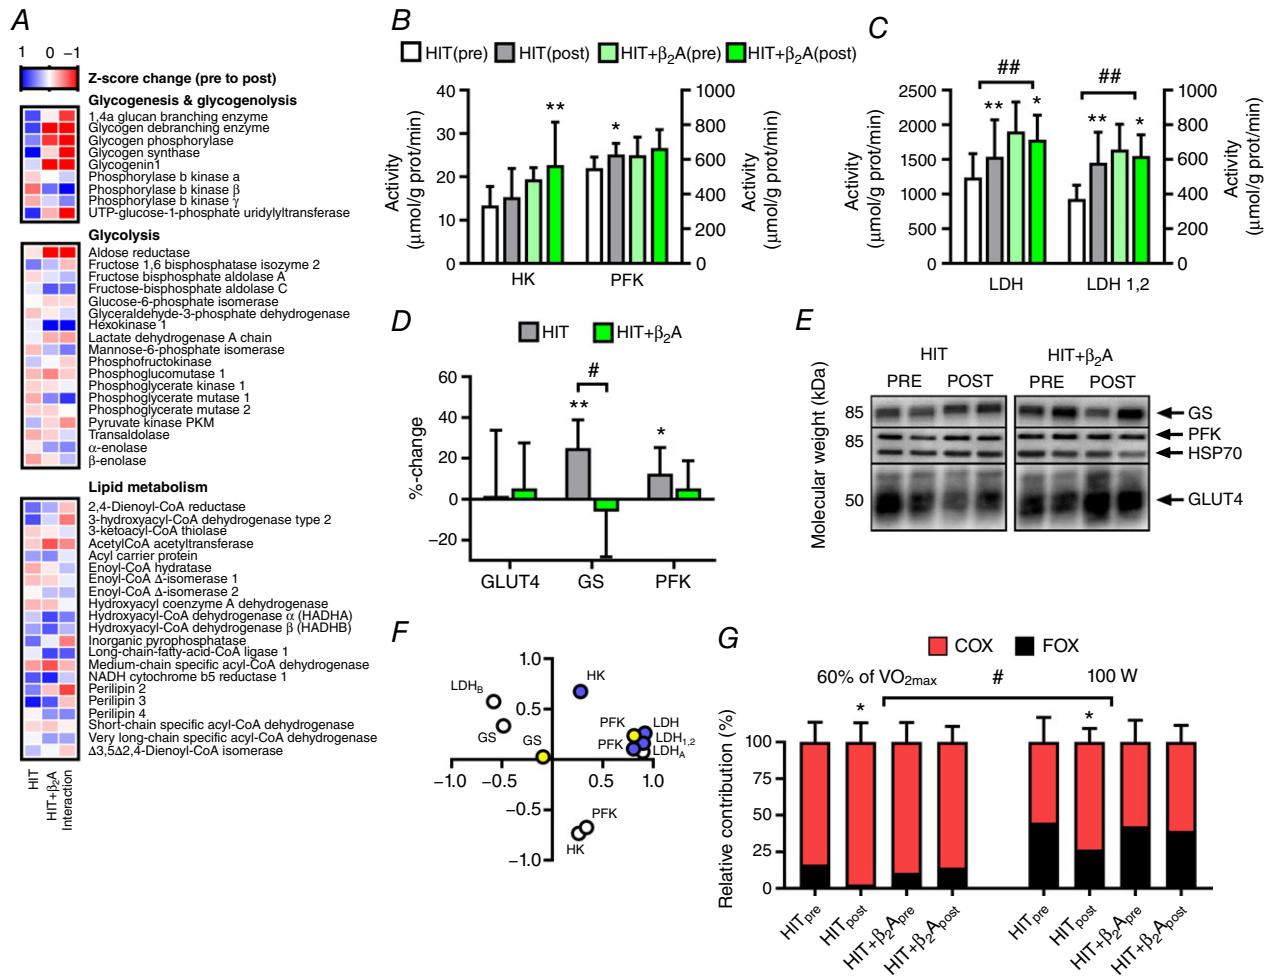 A
1 0 −1
Z-score change (pre to post)
Glycogenesis & glycogenolysis
1,4a glucan branching enzyme
Glycogen debranching enzyme
Glycogen phosphorylase
Glycogen synthase
Glycogenin1
Phosphorylase b kinase a
Phosphorylase b kinase β
Phosphorylase b kinase γ
UTP-glucose-1-phosphate uridylyltransferase
Glycolysis
Aldose reductase
Fructose 1,6 bisphosphatase isozyme 2
Fructose-bisphosphate aldolase A
Fructose-bisphosphate aldolase C
Glucose-6-phosphate isomerase
Glyceraldehyde-3-phosphate dehydrogenase
Hexokinase 1
Lactate dehydrogenase A chain
Mannose-6-phosphate isomerase
Phosphofructokinase
Phosphoglucomutase 1
Phosphoglycerate kinase 1
Phosphoglycerate mutase 1
Phosphoglycerate mutase 2
Pyruvate kinase PKM
Transaldolase
α-enolase
β-enolase
Lipid metabolism
2,4-Dienoyl-CoA reductase
3-hydroxyacyl-CoA dehydrogenase type 2
3-ketoacyl-CoA thiolase
AcetylCoA acetyltransferase
Acyl carrier protein
Enoyl-CoA hydratase
Enoyl-CoA Δ-isomerase 1
Enoyl-CoA Δ-isomerase 2
Hydroxyacyl coenzyme A dehydrogenase
Hydroxyacyl-CoA dehydrogenase α (HADHA)
Hydroxyacyl-CoA dehydrogenase β (HADHB)
Inorganic pyrophosphatase
Long-chain-fatty-acid-CoA ligase 1
Medium-chain specific acyl-CoA dehydrogenase
NADH cytochrome b5 reductase 1
Perilipin 2
Perilipin 3
Perilipin 4
Short-chain specific acyl-CoA dehydrogenase
Very long-chain specific acyl-CoA dehydrogenase
Δ3,5Δ2,4-Dienoyl-CoA isomerase
HIT
HIT+β₂A
Interaction
B
HIT(pre) HIT(post) HIT+β₂A(pre) HIT+β₂A(post)
Activity
(μmol/g prot/min)
40
30
20
10
0
**
*
1000
800
600
400
200
0
Activity
(μmol/g prot/min)
HK PFK
C
Activity
(μmol/g prot/min)
2500
2000
1500
1000
500
0
##
** *
##
** *
1000
800
600
400
200
0
Activity
(μmol/g prot/min)
LDH LDH 1,2
D
HIT HIT+β₂A
%-change
60
40
20
0
−20
#
**
*
GLUT4 GS PFK
E
HIT HIT+β₂A
PRE POST PRE POST
Molecular weight (kDa)
85
85
50
GS
PFK
HSP70
GLUT4
F
1.0
0.5
−0.5
−1.0
−1.0 −0.5 0.5 1.0
HK
LDH_B
GS
GS
PFK
PFK
LDH
LDH₁,₂
LDH_A
PFK
HK
G
COX FOX
60% of VO₂max # 100 W
* *
Relative contribution (%)
100
75
50
25
0
HITpre
HITpost
HIT+β₂Apre
HIT+β₂Apost
HITpre
HITpost
HIT+β₂Apre
HIT+β₂Apost